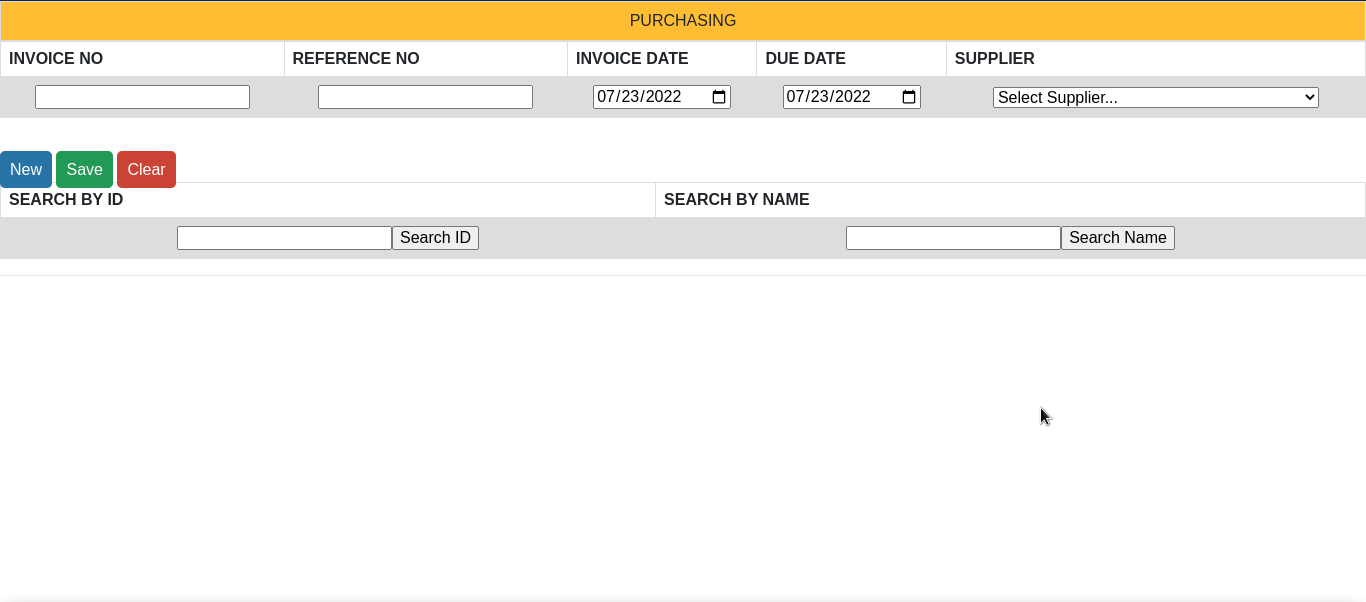 PURCHASING
INVOICE NO REFERENCE NO INVOICE DATE DUE DATE SUPPLIER
07/23/2022 07/23/2022 Select Supplier...
New Save Clear
SEARCH BY ID SEARCH BY NAME
Search ID Search Name